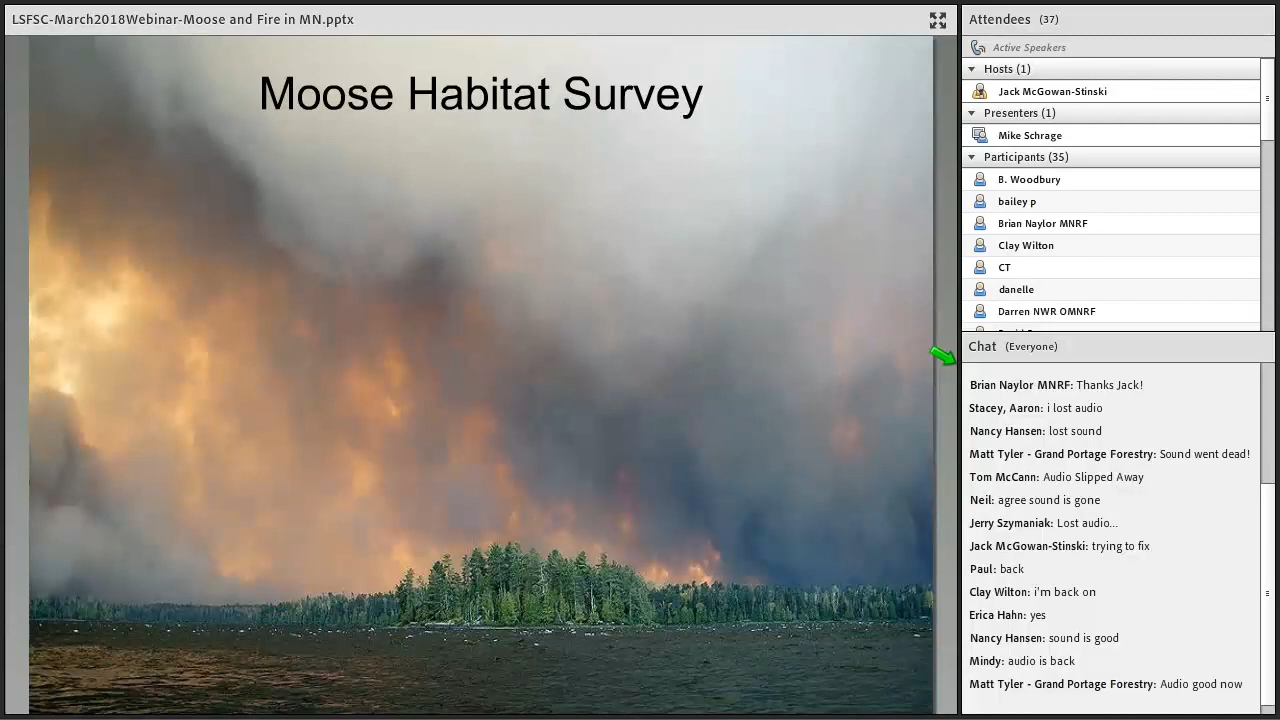 LSFSC-March2018Webinar-Moose and Fire in MN.pptx
Moose Habitat Survey
Attendees (37)
Active Speakers
Hosts (1)
Jack McGowan-Stinski
Presenters (1)
Mike Schrage
Participants (35)
B. Woodbury
bailey p
Brian Naylor MNRF
Clay Wilton
CT
danelle
Darren NWR OMNRF
Chat (Everyone)
Brian Naylor MNRF: Thanks Jack!
Stacey, Aaron: i lost audio
Nancy Hansen: lost sound
Matt Tyler - Grand Portage Forestry: Sound went dead!
Tom McCann: Audio Slipped Away
Neil: agree sound is gone
Jerry Szymaniak: Lost audio...
Jack McGowan-Stinski: trying to fix
Paul: back
Clay Wilton: i'm back on
Erica Hahn: yes
Nancy Hansen: sound is good
Mindy: audio is back
Matt Tyler - Grand Portage Forestry: Audio good now